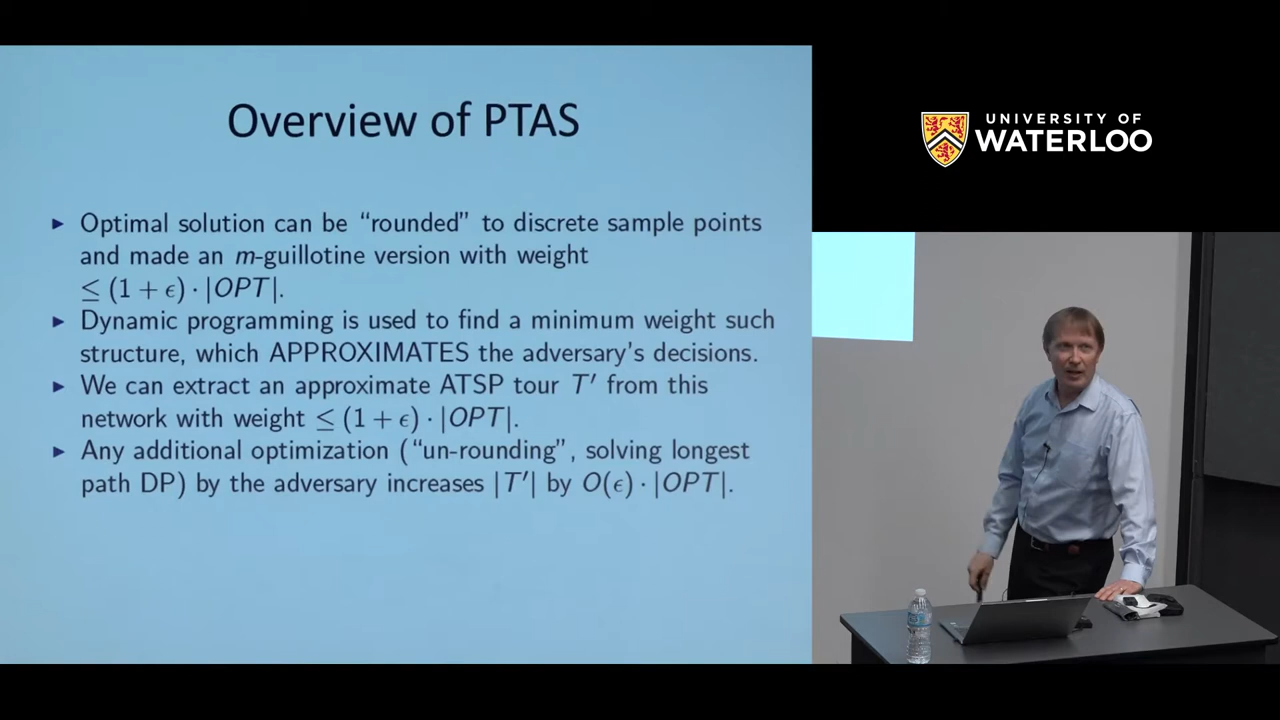 Overview of PTAS
► Optimal solution can be “rounded” to discrete sample points
and made an m-guillotine version with weight
≤ (1 + ϵ) · |OPT|.
► Dynamic programming is used to find a minimum weight such
structure, which APPROXIMATES the adversary’s decisions.
► We can extract an approximate ATSP tour T′ from this
network with weight ≤ (1 + ϵ) · |OPT|.
► Any additional optimization (“un-rounding”, solving longest
path DP) by the adversary increases |T′| by O(ϵ) · |OPT|.
UNIVERSITY OF
WATERLOO